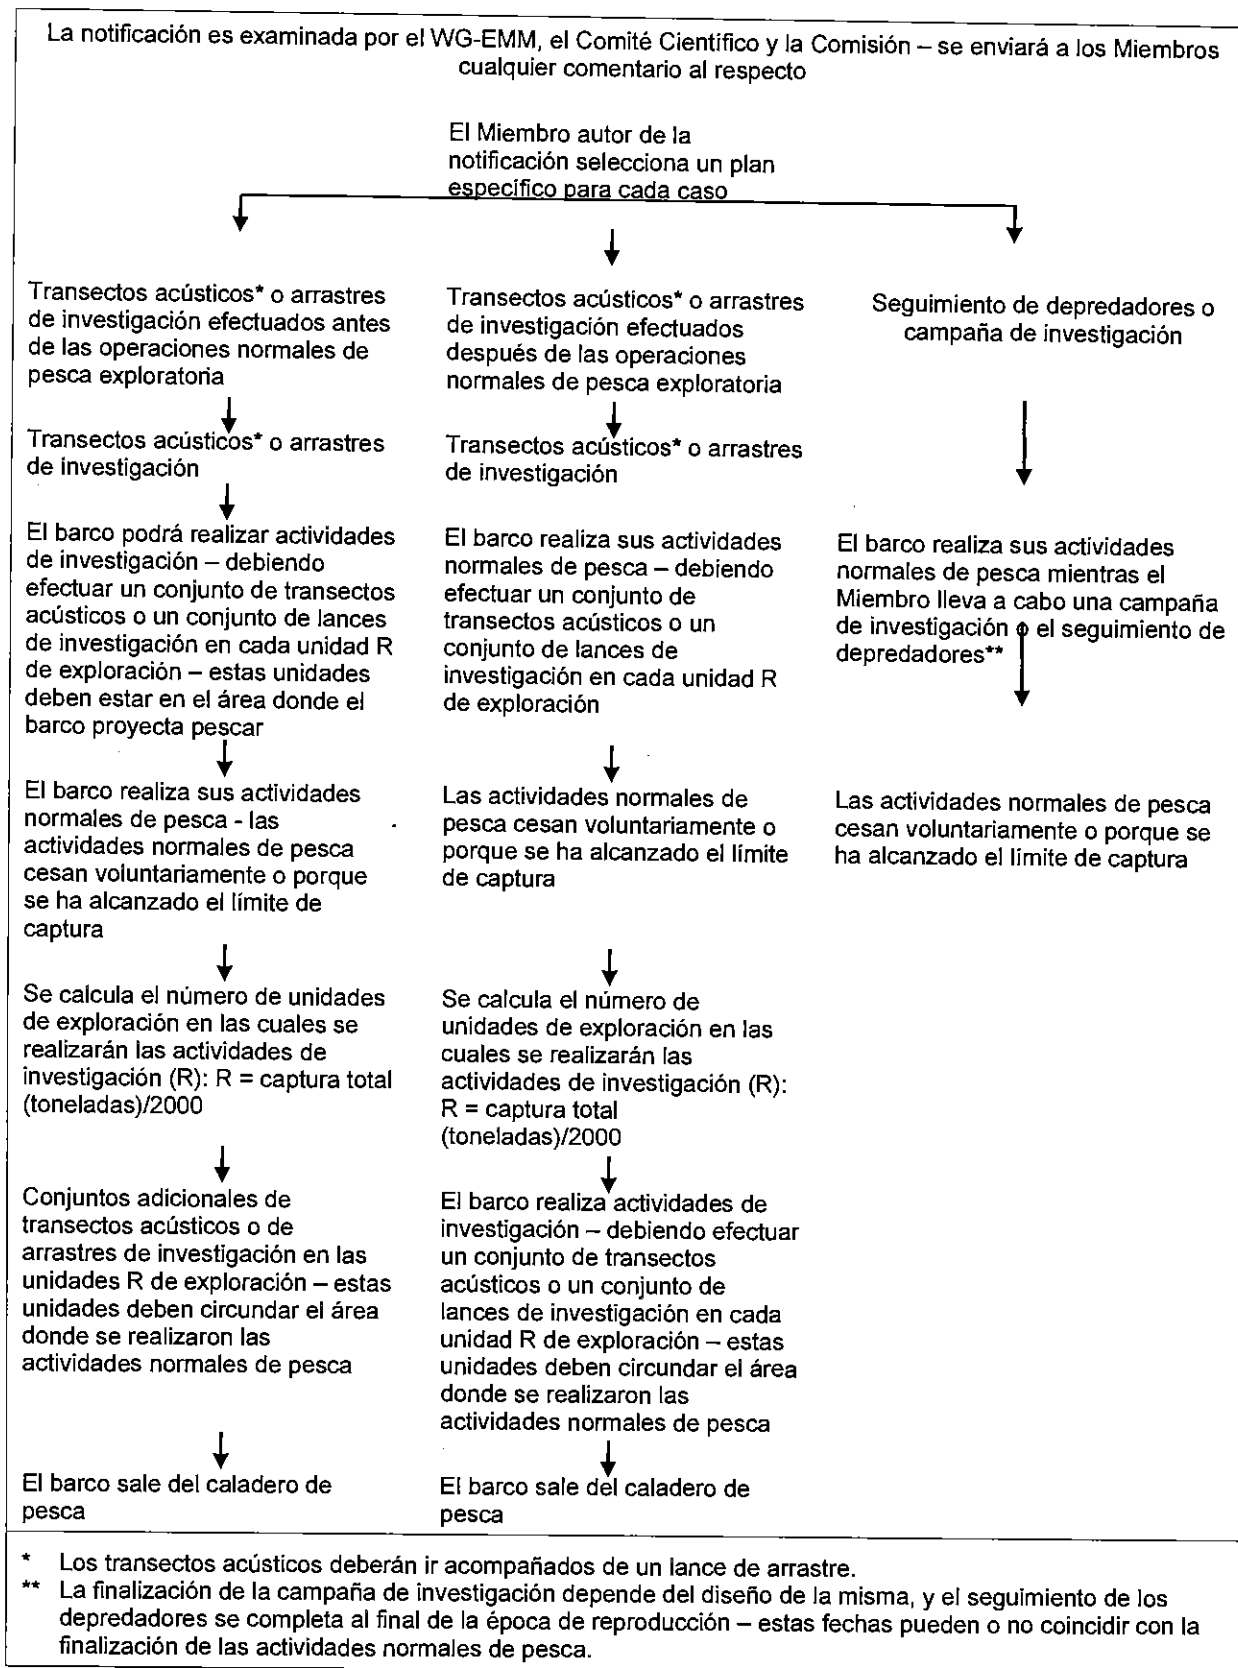 La notificación es examinada por el WG-EMM, el Comité Científico y la Comisión – se enviará a los Miembros
cualquier comentario al respecto
El Miembro autor de la
notificación selecciona un plan
específico para cada caso
Transectos acústicos* o arrastres
de investigación efectuados antes
de las operaciones normales de
pesca exploratoria
Transectos acústicos* o arrastres
de investigación
El barco podrá realizar actividades
de investigación – debiendo
efectuar un conjunto de transectos
acústicos o un conjunto de lances
de investigación en cada unidad R
de exploración – estas unidades
deben estar en el área donde el
barco proyecta pescar
El barco realiza sus actividades
normales de pesca - las
actividades normales de pesca
cesan voluntariamente o porque
se ha alcanzado el límite de
captura
Se calcula el número de unidades
de exploración en las cuales se
realizarán las actividades de
investigación (R): R = captura total
(toneladas)/2000
Conjuntos adicionales de
transectos acústicos o de
arrastres de investigación en las
unidades R de exploración – estas
unidades deben circundar el área
donde se realizaron las
actividades normales de pesca
El barco sale del caladero de
pesca
Transectos acústicos* o arrastres
de investigación efectuados
después de las operaciones
normales de pesca exploratoria
Transectos acústicos* o arrastres
de investigación
El barco realiza sus actividades
normales de pesca – debiendo
efectuar un conjunto de
transectos acústicos o un
conjunto de lances de
investigación en cada unidad R
de exploración
Las actividades normales de
pesca cesan voluntariamente o
porque se ha alcanzado el límite
de captura
Se calcula el número de
unidades de exploración en las
cuales se realizarán las
actividades de investigación (R):
R = captura total
(toneladas)/2000
El barco realiza actividades de
investigación – debiendo efectuar
un conjunto de transectos
acústicos o un conjunto de
lances de investigación en cada
unidad R de exploración – estas
unidades deben circundar el área
donde se realizaron las
actividades normales de pesca
El barco sale del caladero de
pesca
Seguimiento de depredadores o
campaña de investigación
El barco realiza sus actividades
normales de pesca mientras el
Miembro lleva a cabo una campaña
de investigación o el seguimiento de
depredadores**
Las actividades normales de pesca
cesan voluntariamente o porque se
ha alcanzado el límite de captura
* Los transectos acústicos deberán ir acompañados de un lance de arrastre.
** La finalización de la campaña de investigación depende del diseño de la misma, y el seguimiento de los
depredadores se completa al final de la época de reproducción – estas fechas pueden o no coincidir con la
finalización de las actividades normales de pesca.